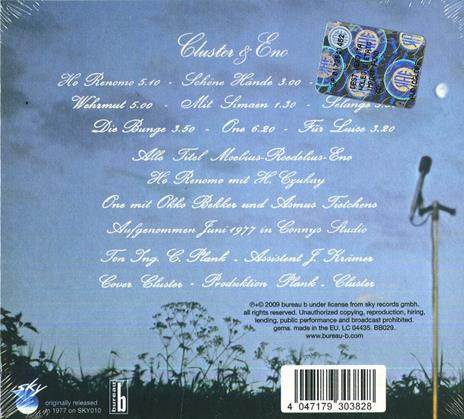 Cluster & Eno
Ho Renomo 5.10 - Schöne Hände 3.00 -
Wehrmut 5.00 - Mit Simaen 1.30 - Selange 3.
Die Bunge 3.50 - One 6.20 - Für Luise 3.20
Alle Titel Moebius-Roedelius-Eno
Ho Renomo mit H. Czukay
One mit Okko Bekker und Asmus Tietchens
Aufgenommen Juni 1977 in Connys Studio
Ton Ing. C. Plank - Assistent J. Krämer
Cover Cluster - Produktion Plank - Cluster
℗+© 2009 bureau b under license from sky records gmbh.
all rights reserved. Unauthorized copying, reproduction, hiring,
lending, public performance and broadcast prohibited.
gema. made in the EU. LC 04435. BB029.
www.bureau-b.com
SKY
originally released
in 1977 on SKY010
bureau b
4 047179 303828